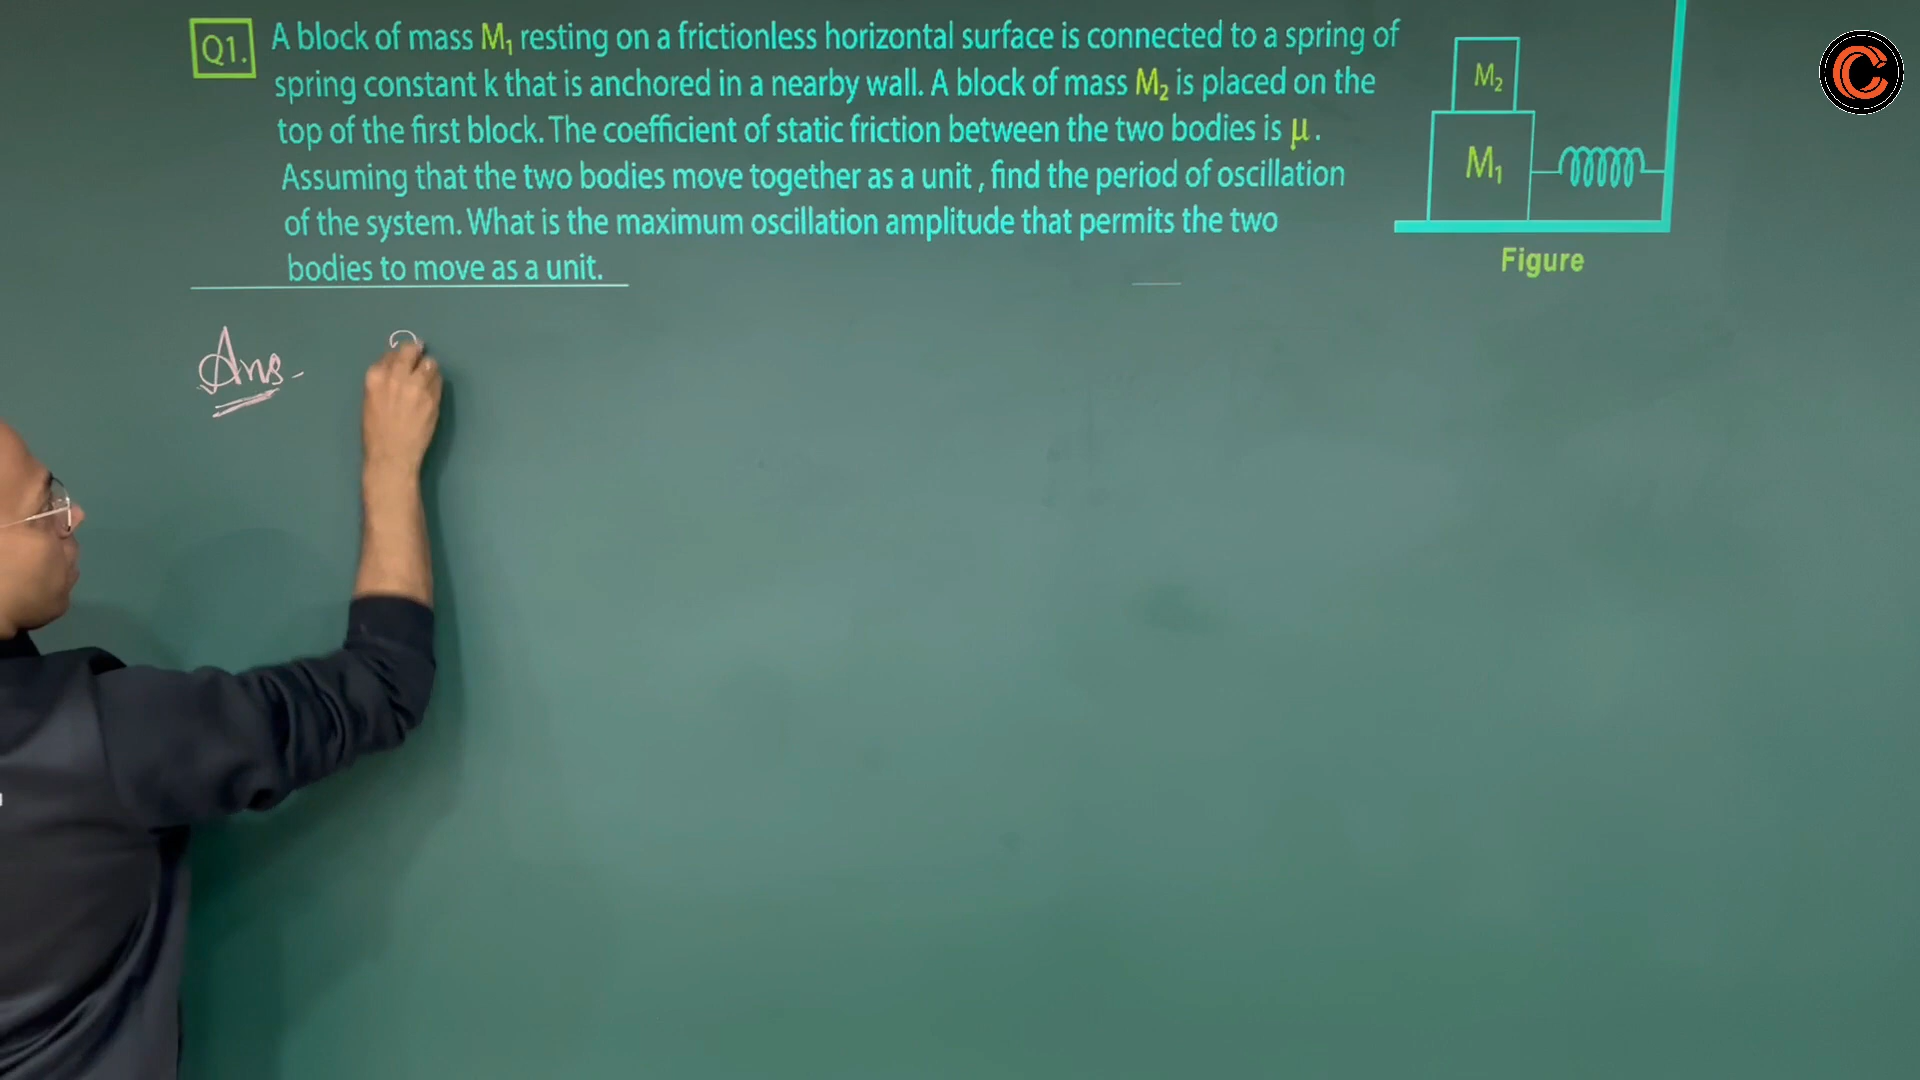 Q1. A block of mass M₁ resting on a frictionless horizontal surface is connected to a spring of
spring constant k that is anchored in a nearby wall. A block of mass M₂ is placed on the
top of the first block. The coefficient of static friction between the two bodies is μ.
Assuming that the two bodies move together as a unit, find the period of oscillation
of the system. What is the maximum oscillation amplitude that permits the two
bodies to move as a unit.
M₂
M₁
Figure
Ans-